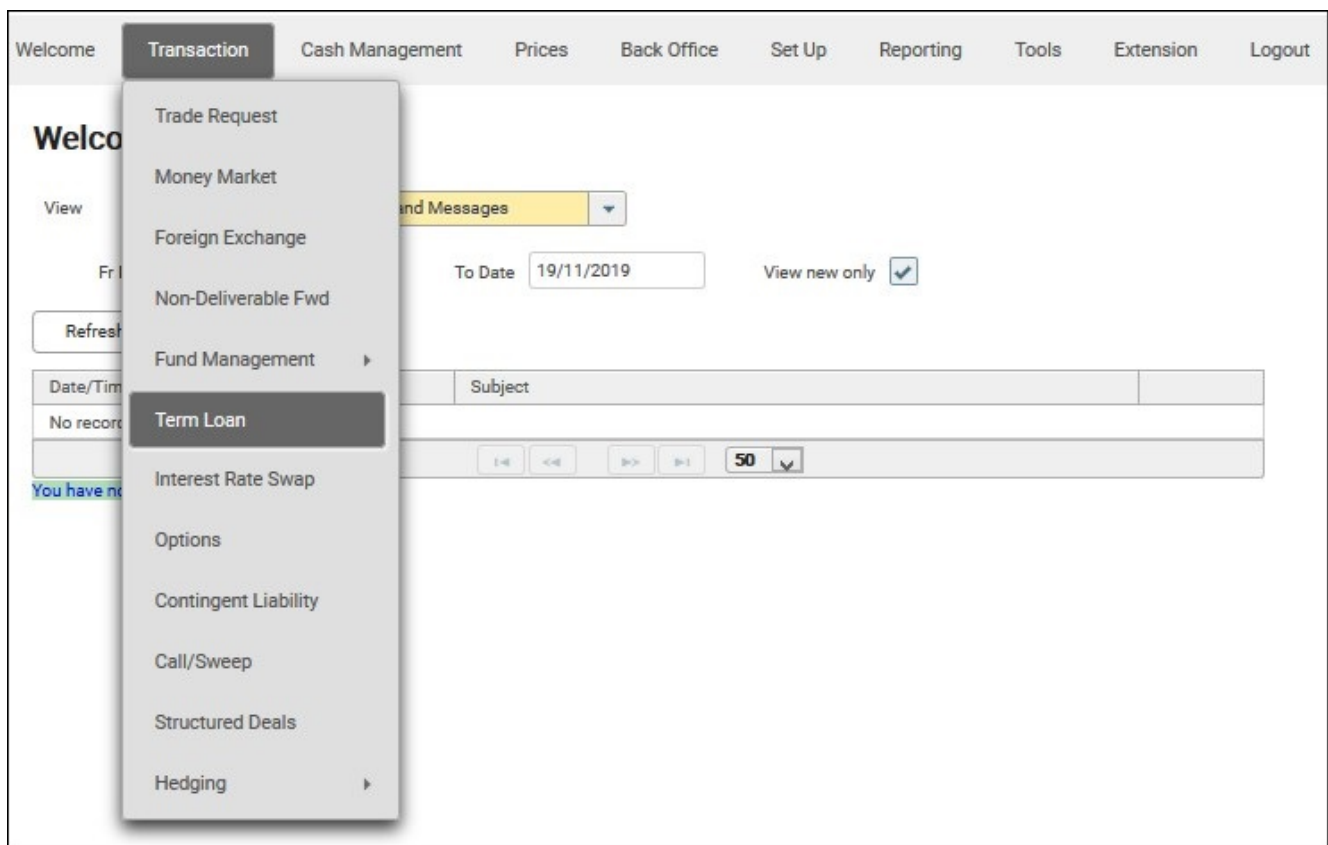 Welcome Transaction Cash Management Prices Back Office Set Up Reporting Tools Extension Logout
Trade Request
Welco
Money Market
View and Messages
Foreign Exchange
Fr To Date 19/11/2019 View new only
Non-Deliverable Fwd
Refresh
Fund Management
Date/Tim Subject
No record Term Loan
50
Interest Rate Swap
You have no
Options
Contingent Liability
Call/Sweep
Structured Deals
Hedging